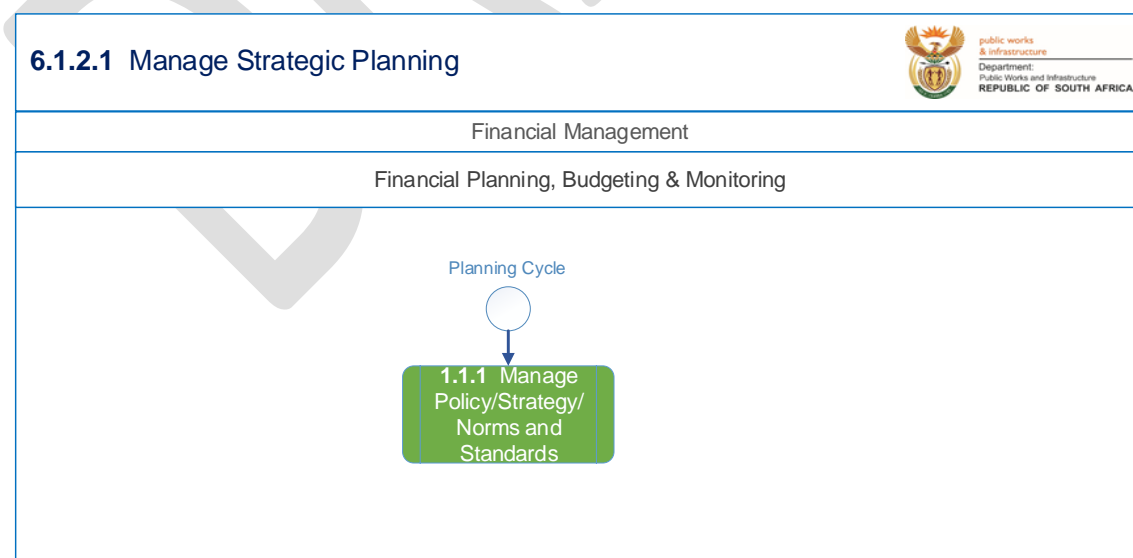 6.1.2.1 Manage Strategic Planning
public works
& infrastructure
Department:
Public Works and Infrastructure
REPUBLIC OF SOUTH AFRICA
Financial Management
Financial Planning, Budgeting & Monitoring
Planning Cycle
1.1.1 Manage
Policy/Strategy/
Norms and
Standards